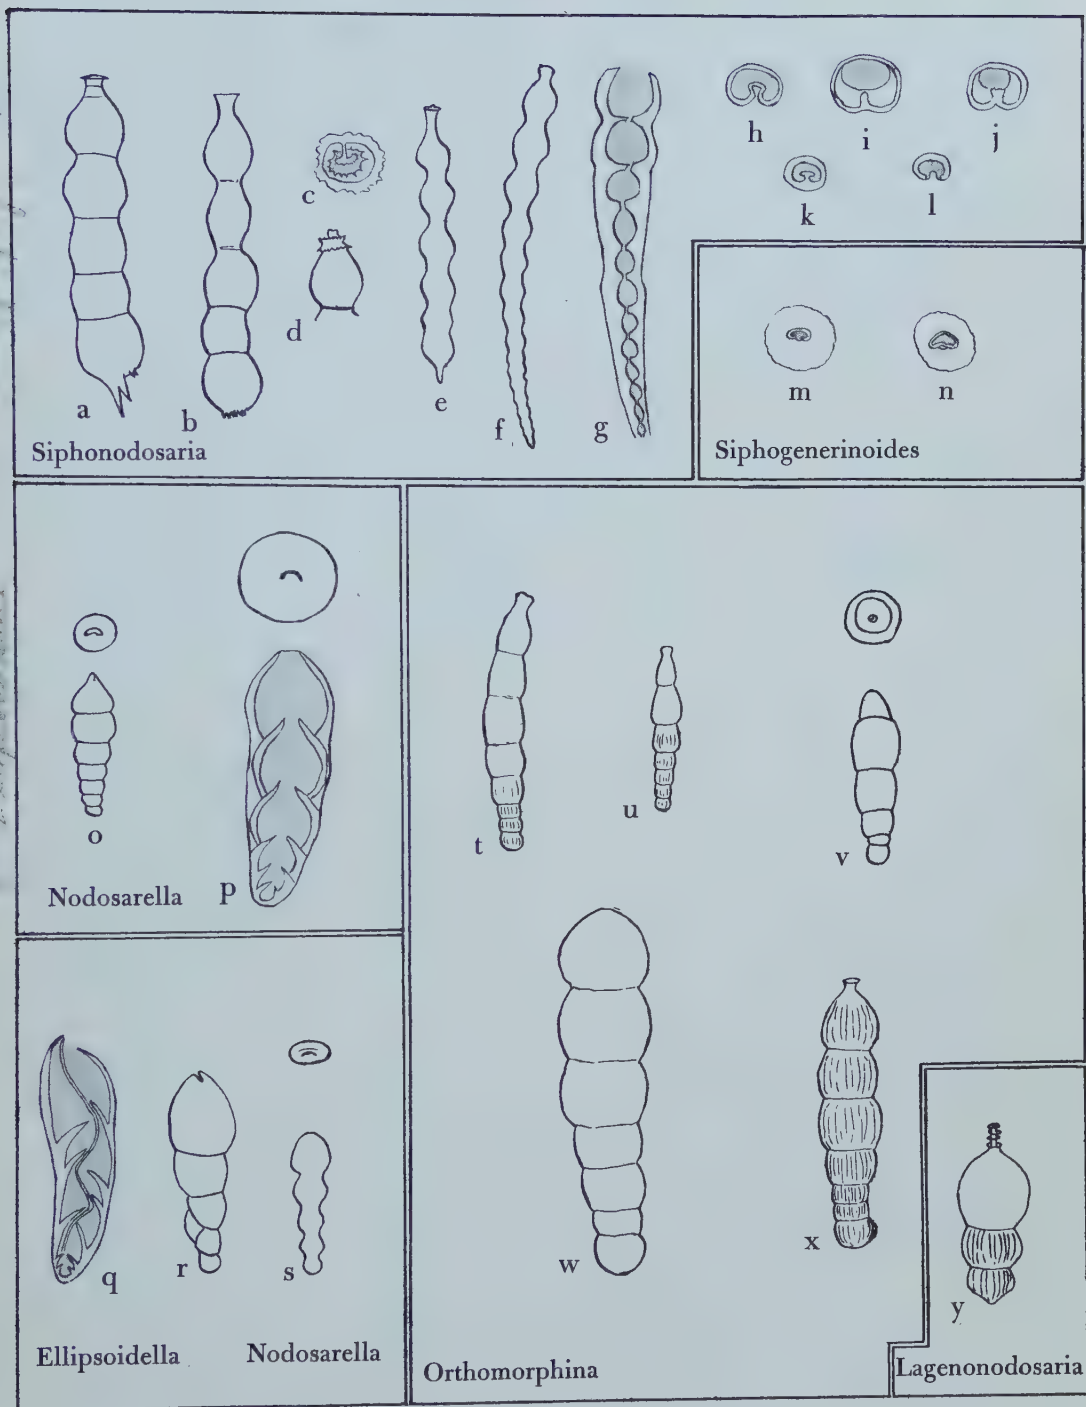 h
i
j
c
k
l
d
a
b
e
f
g
Siphonodosaria
m
n
Siphogenerinoides
o
p
Nodosarella
t
u
v
q
r
s
Ellipsoidella
Nodosarella
w
x
Orthomorphina
y
Lagenonodosaria